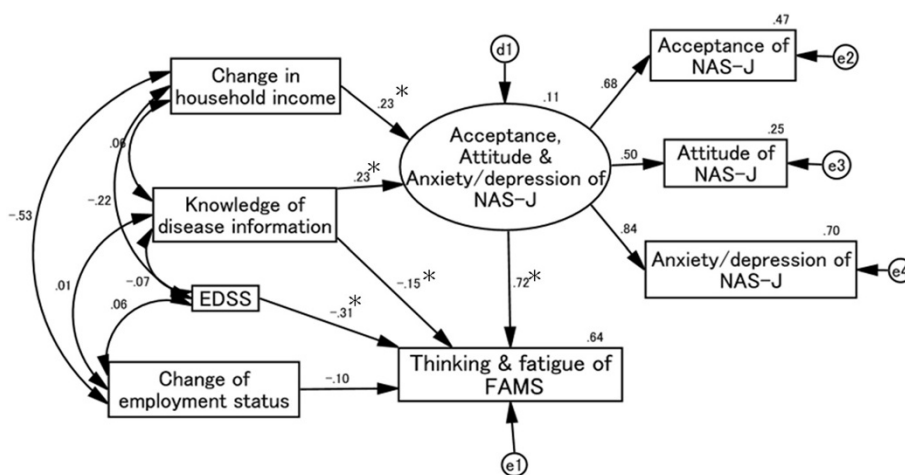 d1
.47
Acceptance of
NAS-J
e2
.68
Change in
household income
.23*
.11
Acceptance,
Attitude &
Anxiety/depression of
NAS-J
.25
.50
Attitude of
NAS-J
e3
.06
.23*
Knowledge of
disease information
-.53
-.22
.84
.70
Anxiety/depression of
NAS-J
e4
.01
-.07
-.15*
.72*
.06
EDSS
-.31*
.64
Thinking & fatigue of
FAMS
Change of
employment status
-.10
e1